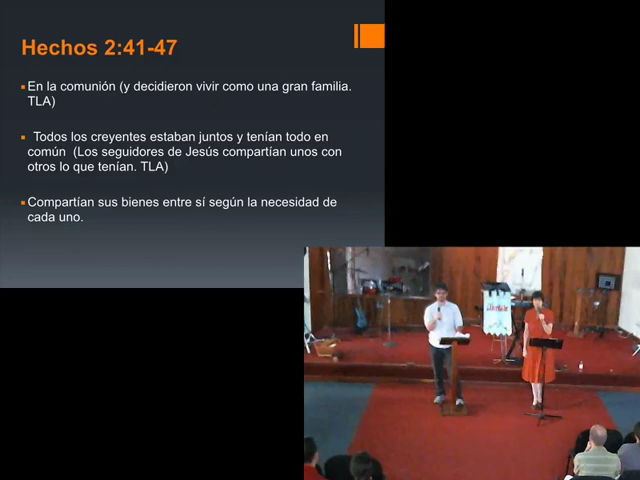 Hechos 2:41-47
En la comunión (y decidieron vivir como una gran familia.
TLA)
Todos los creyentes estaban juntos y tenían todo en
común (Los seguidores de Jesús compartían unos con
otros lo que tenían. TLA)
Compartían sus bienes entre sí según la necesidad de
cada uno.